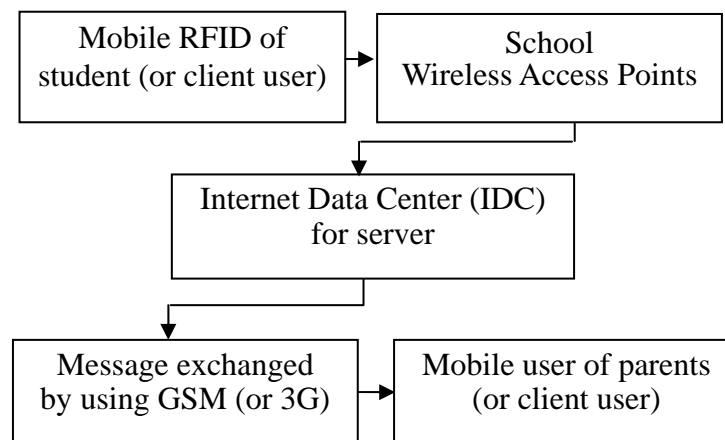 Mobile RFID of
student (or client user)
School
Wireless Access Points
Internet Data Center (IDC)
for server
Message exchanged
by using GSM (or 3G)
Mobile user of parents
(or client user)